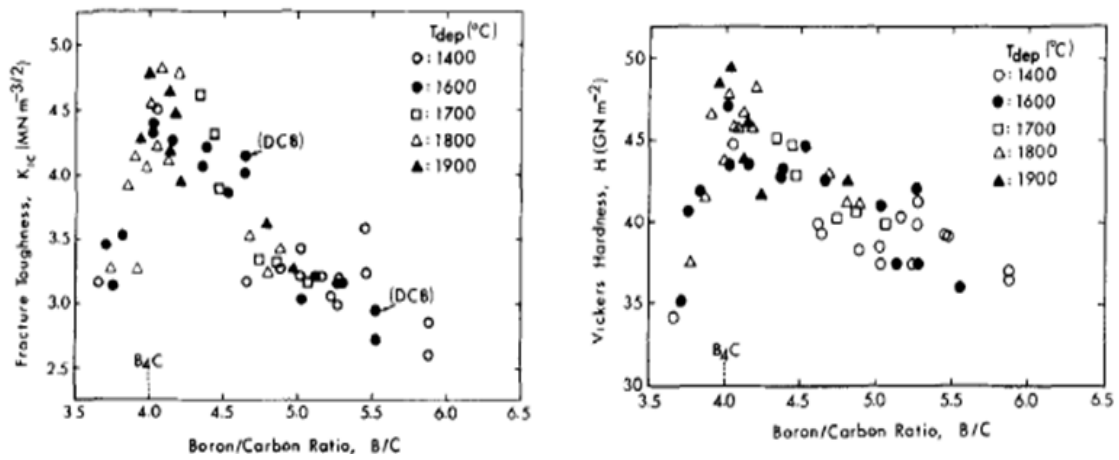 Tdep (°C)
○: 1400
●: 1600
□: 1700
△: 1800
▲: 1900
5.0
4.5
4.0
3.5
3.0
2.5
Fracture Toughness, KIC (MN m−3/2)
(DCB)
(DCB)
B4C
3.5 4.0 4.5 5.0 5.5 6.0 6.5
Boron/Carbon Ratio, B/C
Tdep (°C)
○: 1400
●: 1600
□: 1700
△: 1800
▲: 1900
50
45
40
35
30
Vickers Hardness, H (GN m−2)
B4C
3.5 4.0 4.5 5.0 5.5 6.0 6.5
Boron/Carbon Ratio, B/C